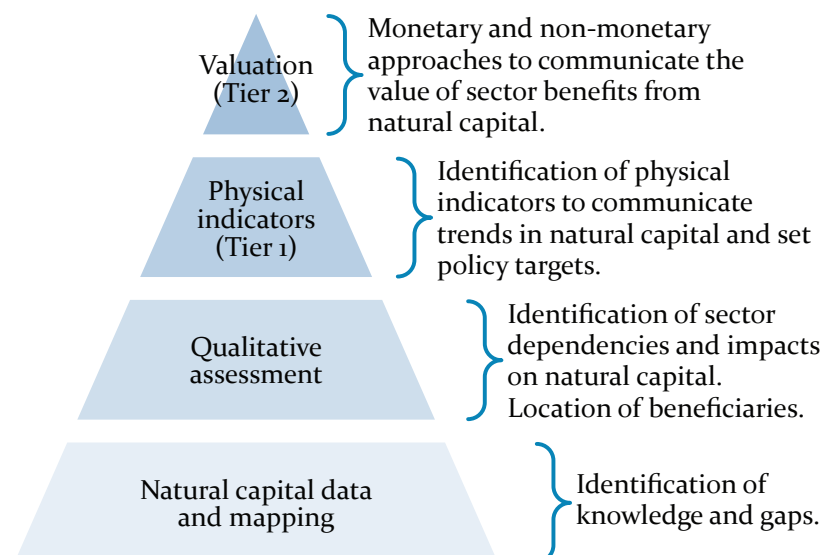 Valuation
(Tier 2)
Monetary and non-monetary
approaches to communicate the
value of sector benefits from
natural capital.
Physical
indicators
(Tier 1)
Identification of physical
indicators to communicate
trends in natural capital and set
policy targets.
Qualitative
assessment
Identification of sector
dependencies and impacts
on natural capital.
Location of beneficiaries.
Natural capital data
and mapping
Identification of
knowledge and gaps.